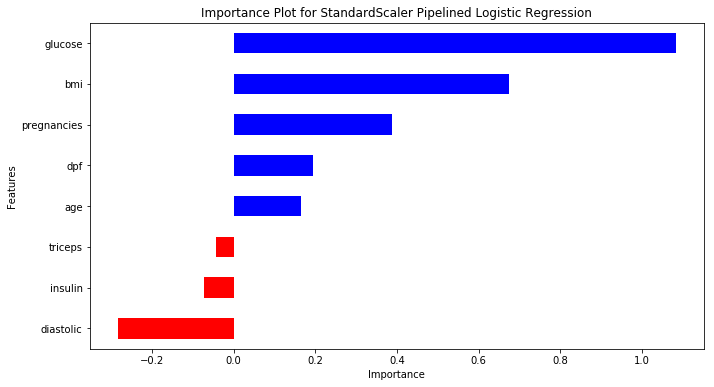 Importance Plot for StandardScaler Pipelined Logistic Regression
glucose
bmi
pregnancies
dpf
age
triceps
insulin
diastolic
Features
−0.2 0.0 0.2 0.4 0.6 0.8 1.0
Importance